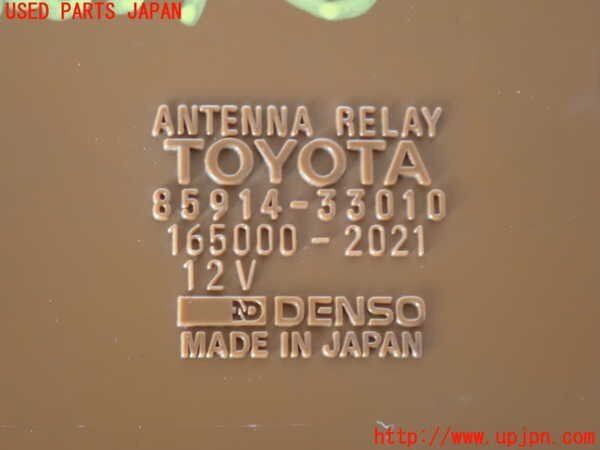 USED PARTS JAPAN
ANTENNA RELAY
TOYOTA
85914-33010
165000-2021
12V
ND DENSO
MADE IN JAPAN
http://www.upjpn.com/